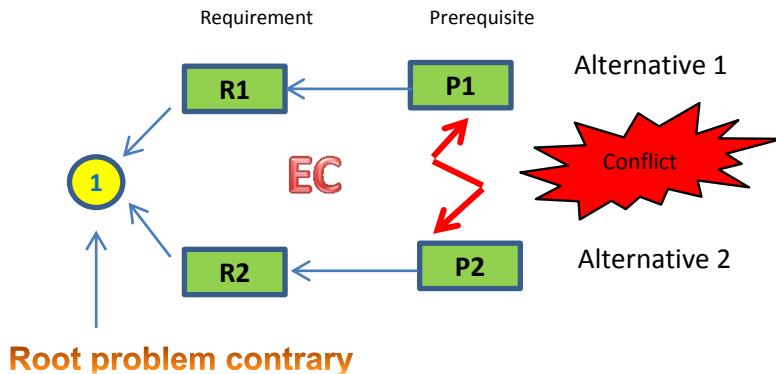 Requirement
Prerequisite
R1
P1
Alternative 1
EC
Conflict
1
R2
P2
Alternative 2
Root problem contrary